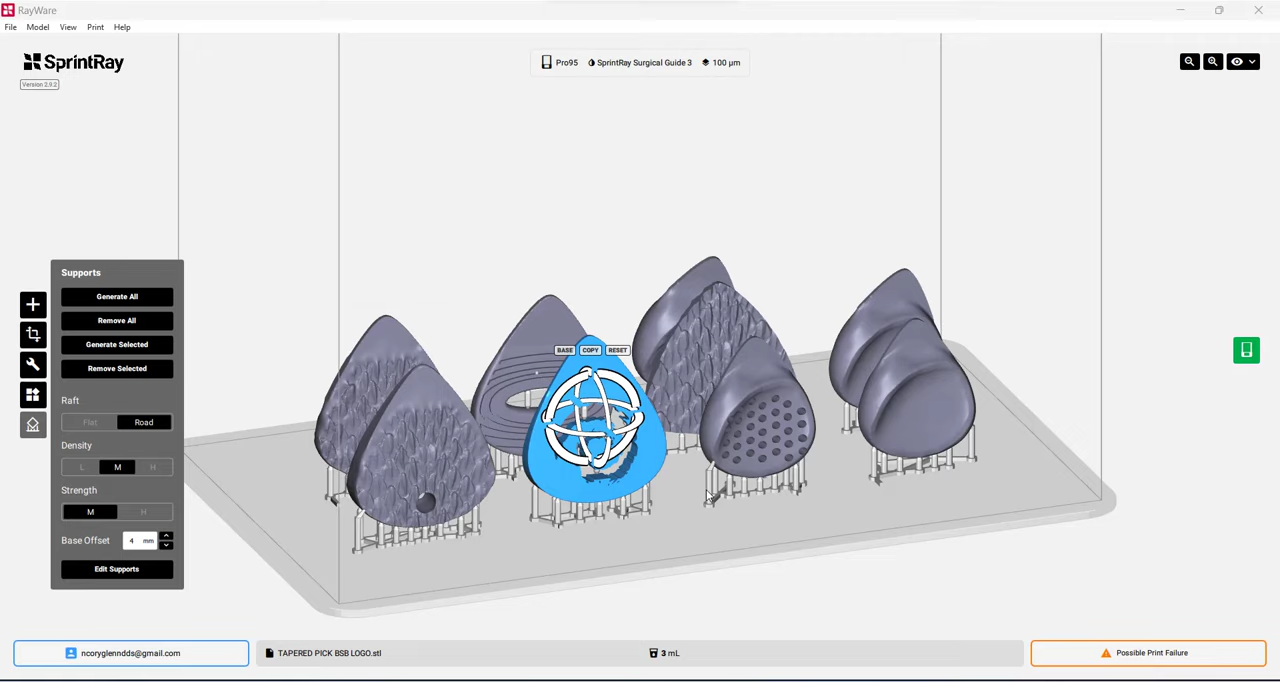 RayWare
File Model View Print Help
SprintRay
Version 2.9.2
Pro95 SprintRay Surgical Guide 3 100 µm
Supports
Generate All
Remove All
Generate Selected
Remove Selected
Raft
Flat Road
Density
L M H
Strength
M H
Base Offset 4 mm
Edit Supports
BASE COPY RESET
ncoryglenndds@gmail.com TAPERED PICK BSB LOGO.stl 3 mL Possible Print Failure